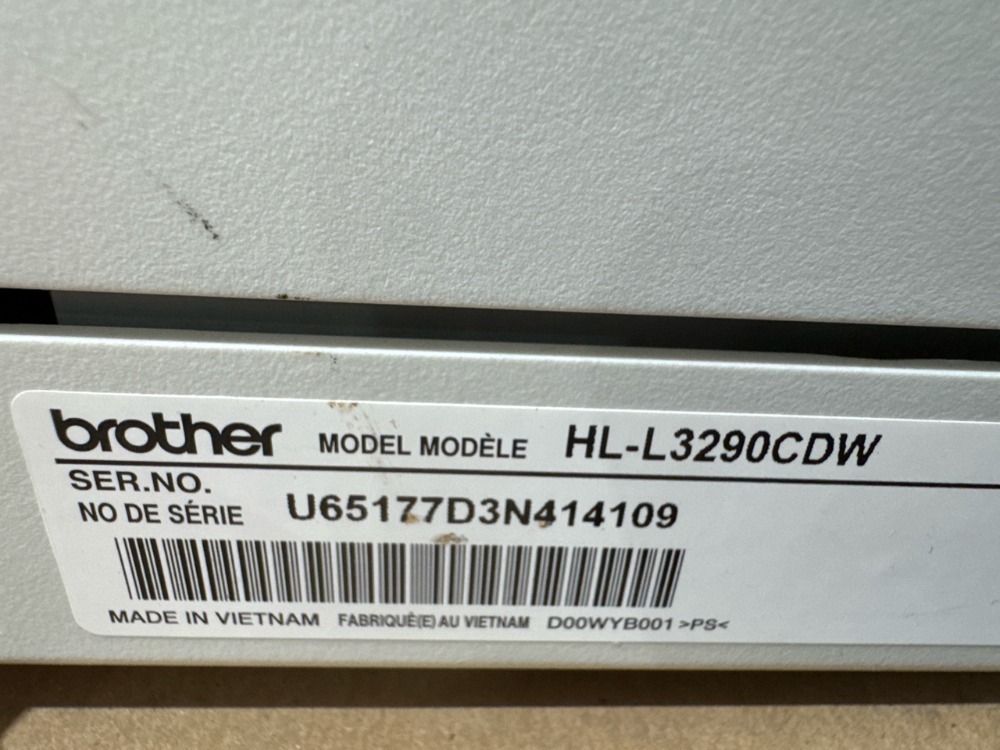 brother MODEL MODÈLE HL-L3290CDW
SER.NO.
NO DE SÉRIE U65177D3N414109
MADE IN VIETNAM FABRIQUÉ(E) AU VIETNAM D00WYB001 >PS<